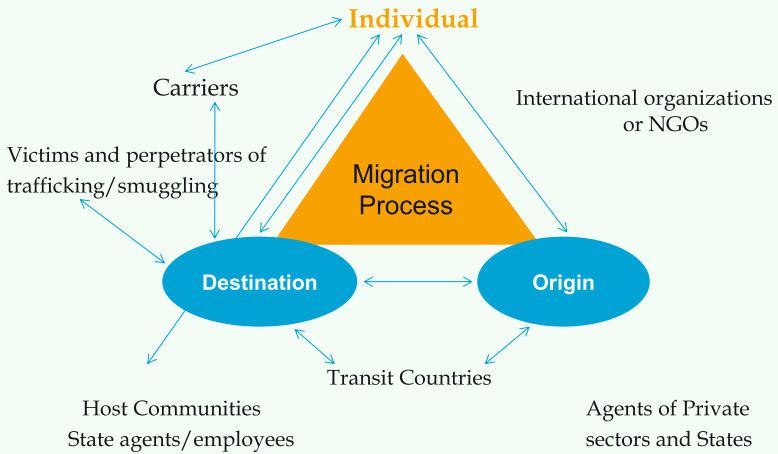 Individual
Carriers
International organizations
or NGOs
Victims and perpetrators of
trafficking/smuggling
Migration
Process
Destination
Origin
Transit Countries
Host Communities
State agents/employees
Agents of Private
sectors and States